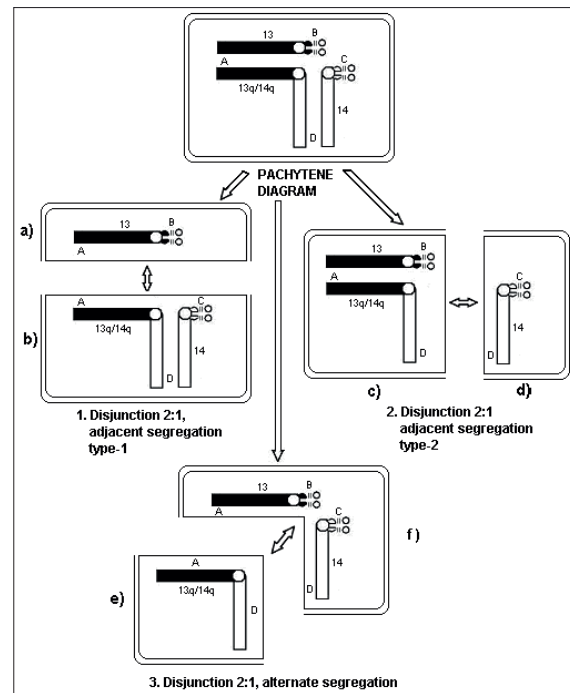 13
B
A
C
13q/14q
14
D
PACHYTENE
DIAGRAM
a)
13
B
A
b)
A
C
13q/14q
14
D
1. Disjunction 2:1,
adjacent segregation
type-1
13
B
A
13q/14q
D
c)
C
14
D
d)
2. Disjunction 2:1
adjacent segregation
type-2
13
B
A
C
14
D
f)
e)
A
13q/14q
D
3. Disjunction 2:1, alternate segregation